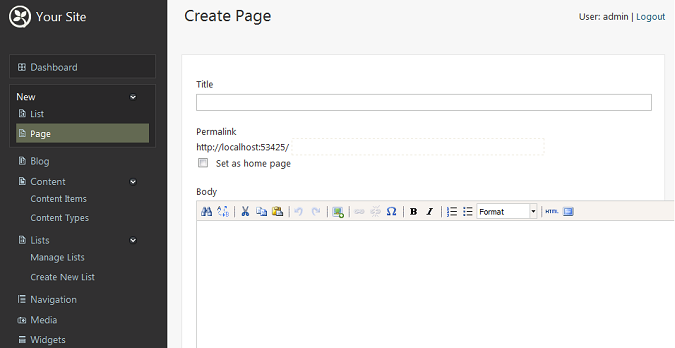 Your Site
Dashboard
New
List
Page
Blog
Content
Content Items
Content Types
Lists
Manage Lists
Create New List
Navigation
Media
Widgets
Create Page
User: admin | Logout
Title
Permalink
http://localhost:53425/
Set as home page
Body
B I Format HTML